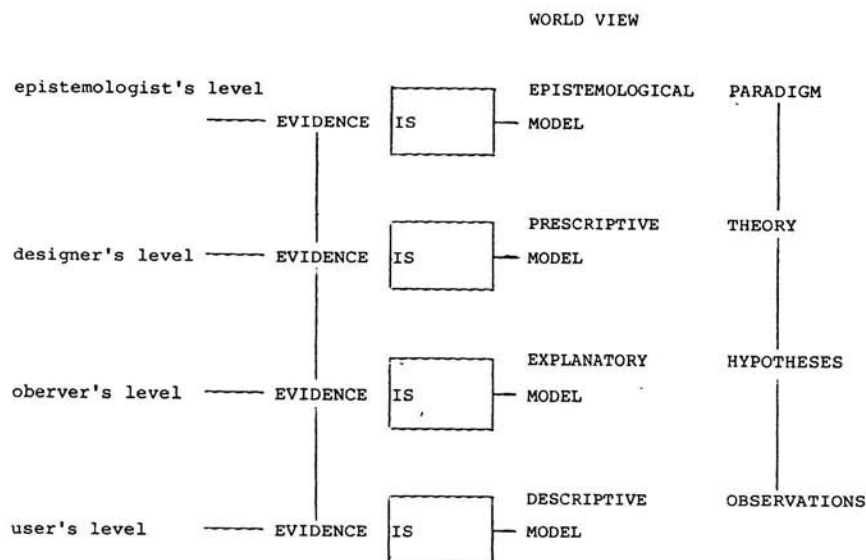 WORLD VIEW
epistemologist's level EPISTEMOLOGICAL PARADIGM
EVIDENCE IS MODEL
PRESCRIPTIVE THEORY
designer's level EVIDENCE IS MODEL
EXPLANATORY HYPOTHESES
oberver's level EVIDENCE IS MODEL
DESCRIPTIVE OBSERVATIONS
user's level EVIDENCE IS MODEL